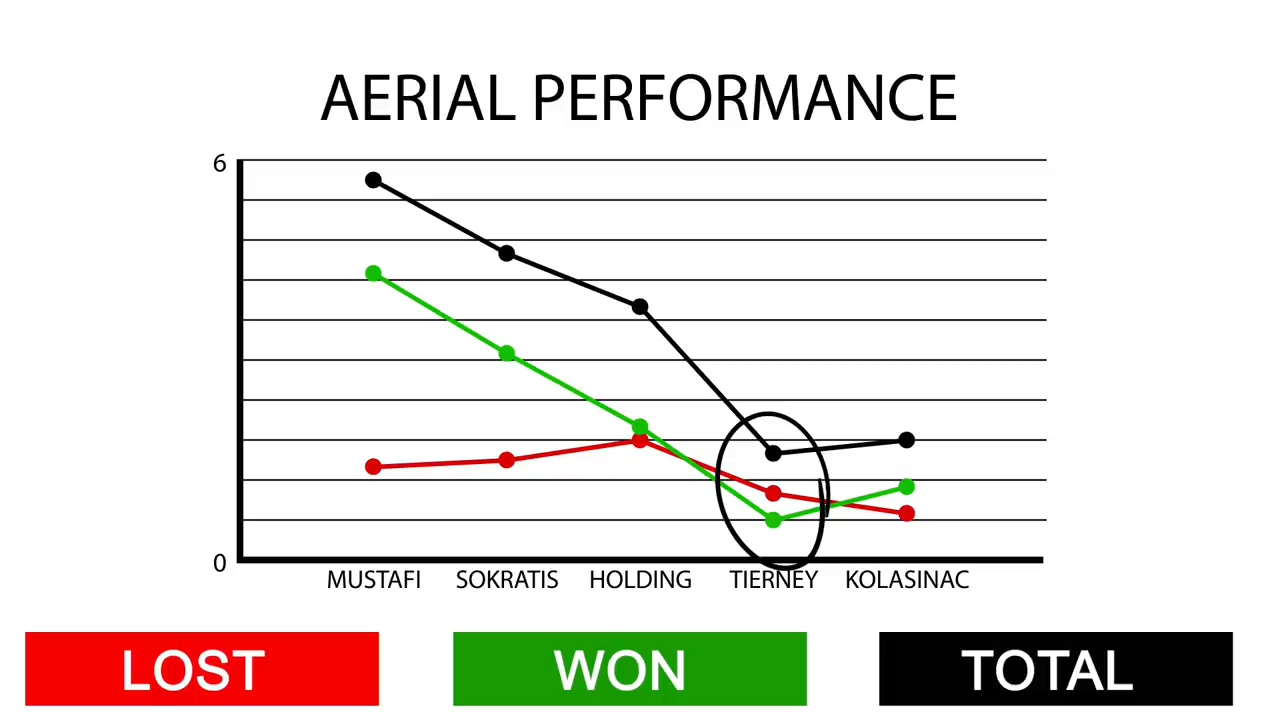 AERIAL PERFORMANCE
6
0
MUSTAFI SOKRATIS HOLDING TIERNEY KOLASINAC
LOST WON TOTAL